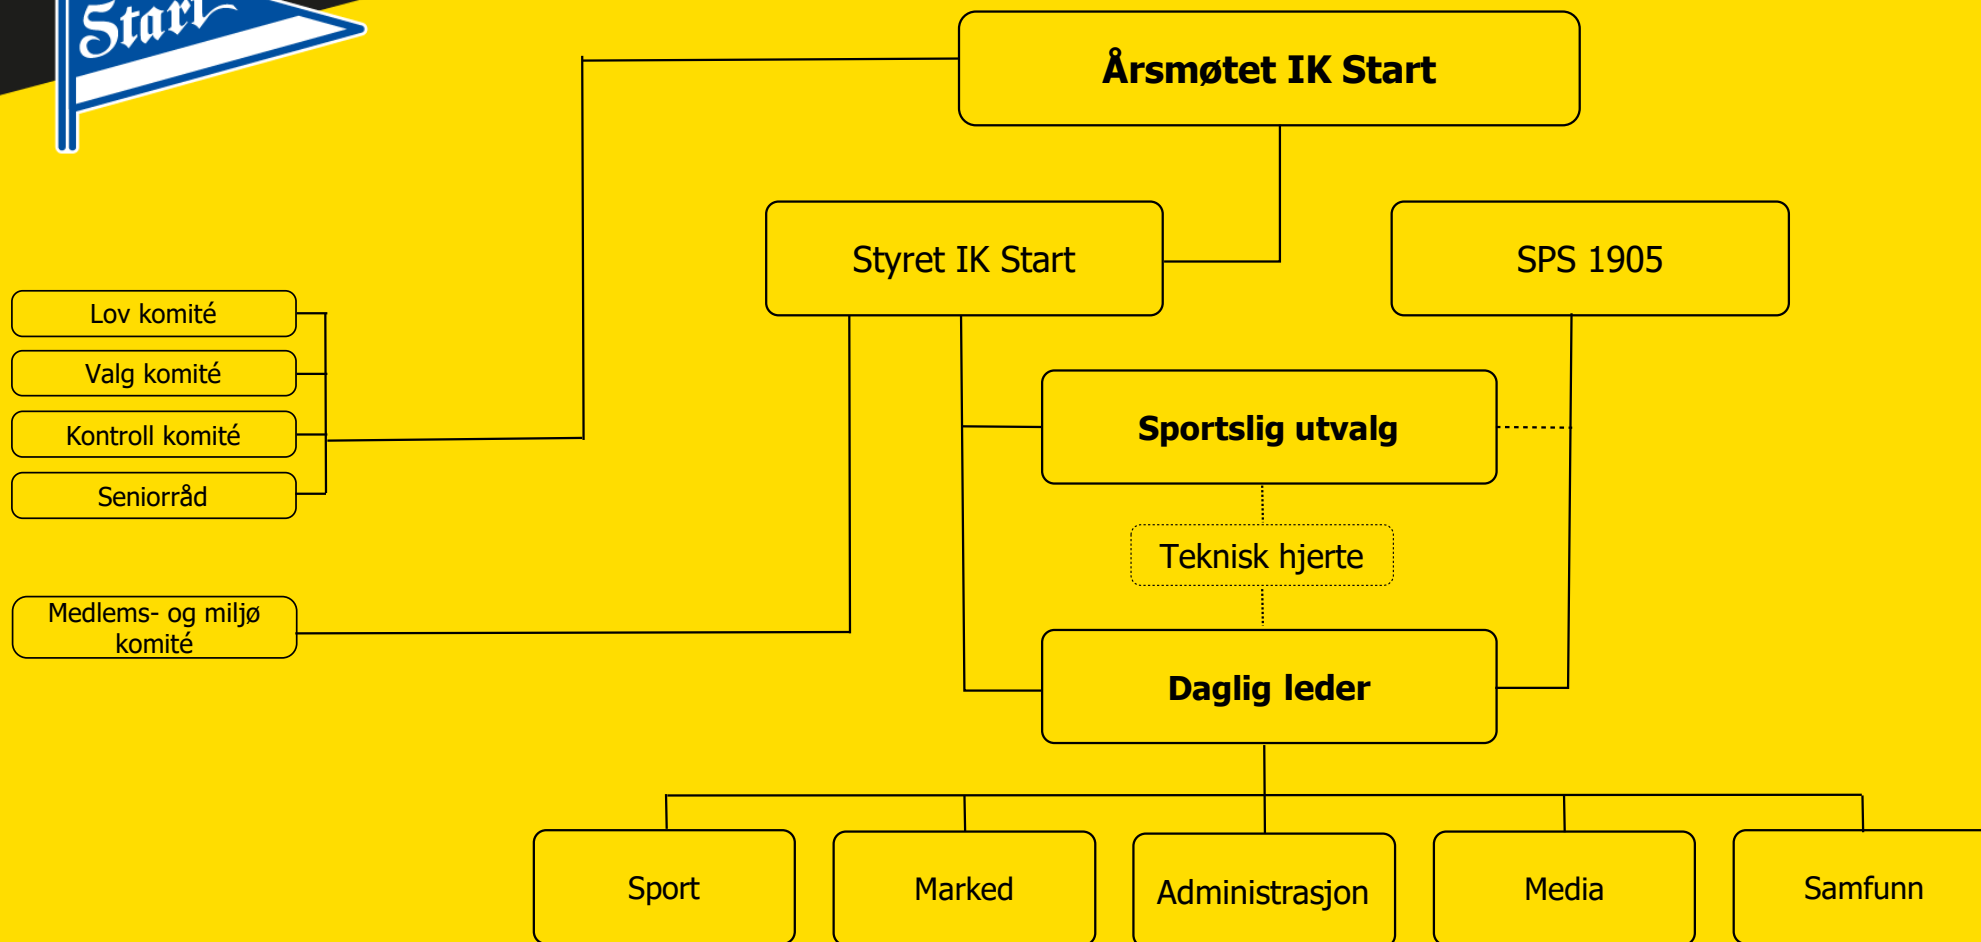 Start
Årsmøtet IK Start
Styret IK Start
SPS 1905
Lov komité
Valg komité
Kontroll komité
Seniorråd
Sportslig utvalg
Teknisk hjerte
Medlems- og miljø
komité
Daglig leder
Sport
Marked
Administrasjon
Media
Samfunn